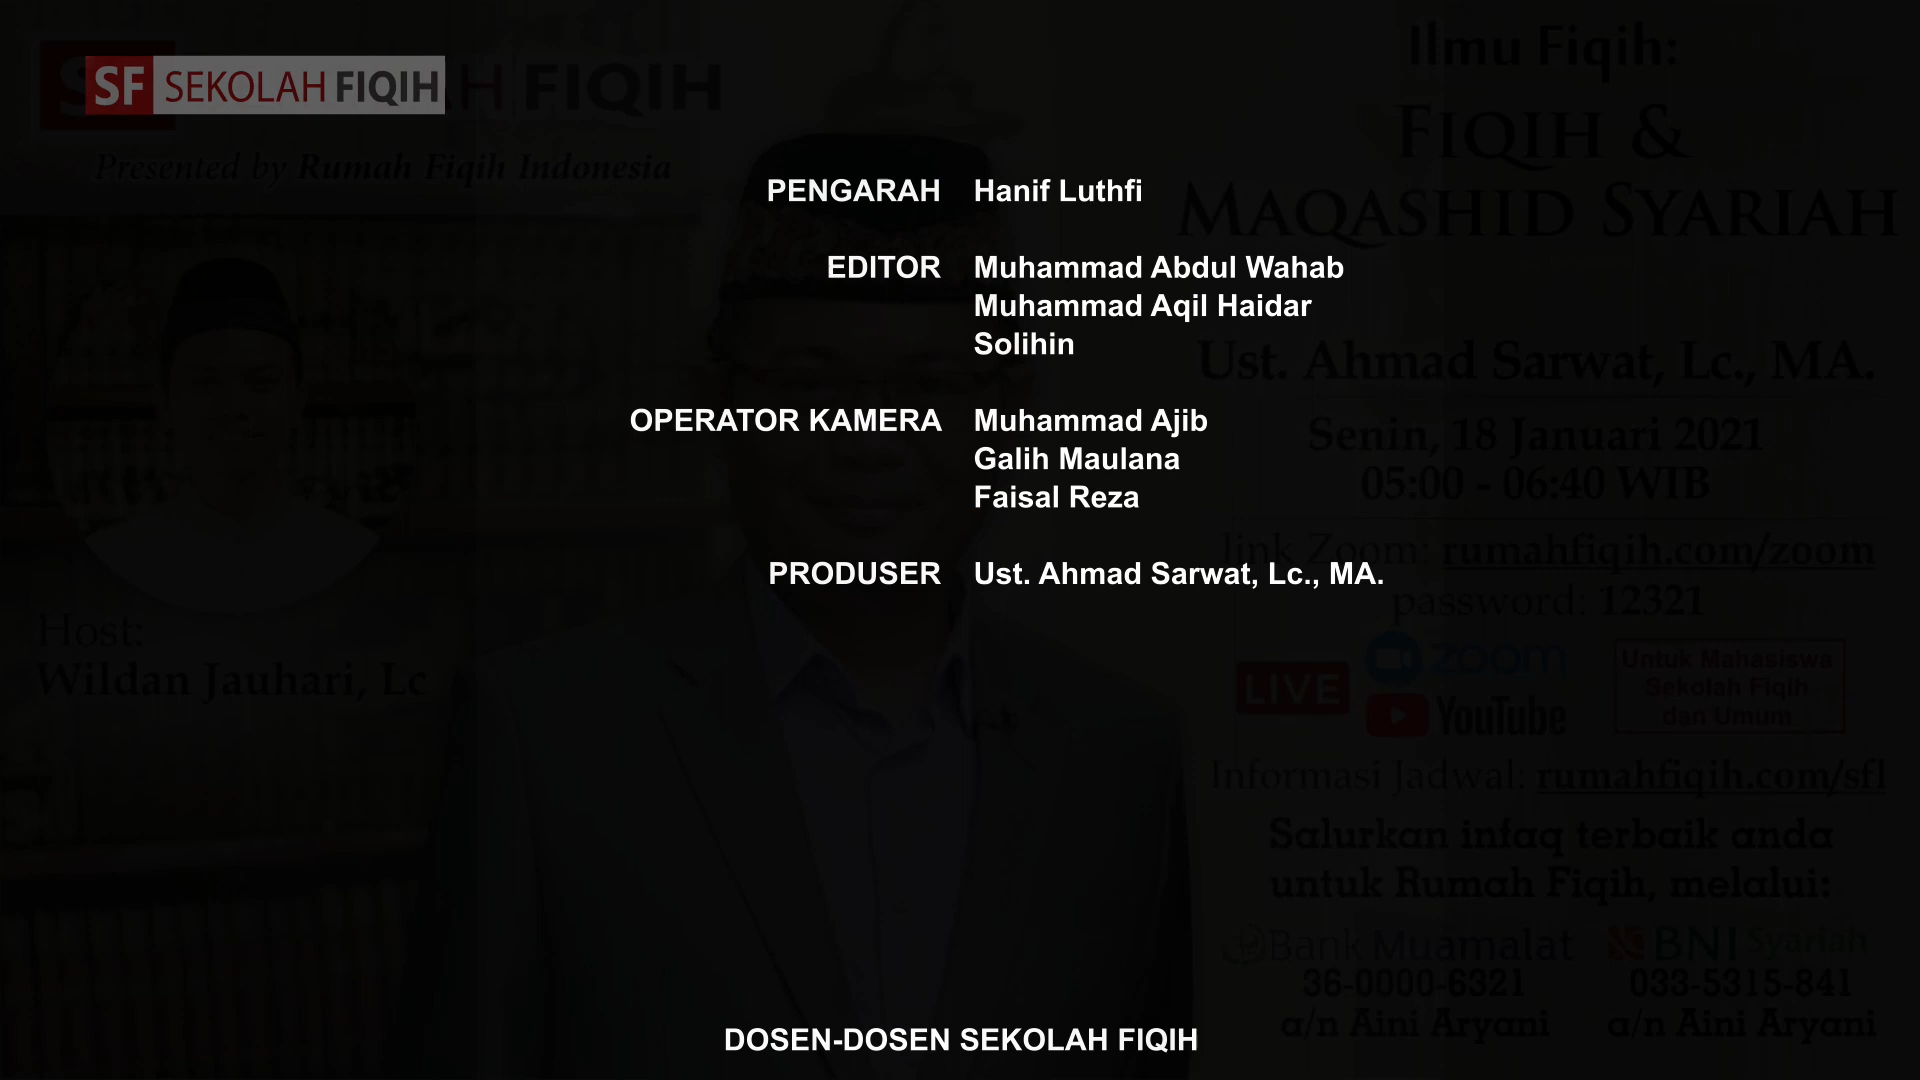 SF SEKOLAH FIQIH
FIQIH
Presented by Rumah Fiqih Indonesia
PENGARAH Hanif Luthfi
EDITOR Muhammad Abdul Wahab
Muhammad Aqil Haidar
Solihin
OPERATOR KAMERA Muhammad Ajib
Galih Maulana
Faisal Reza
PRODUSER Ust. Ahmad Sarwat, Lc., MA.
DOSEN-DOSEN SEKOLAH FIQIH
Host:
Wildan Jauhari, Lc
Ilmu Fiqih:
FIQIH &
MAQASHID SYARIAH
Ust. Ahmad Sarwat, Lc., MA.
Senin, 18 Januari 2021
05:00 - 06:40 WIB
link Zoom: rumahfiqih.com/zoom
password: 12321
LIVE
zoom
YouTube
Untuk Mahasiswa
Sekolah Fiqih
dan Umum
Informasi Jadwal: rumahfiqih.com/sfl
Salurkan infaq terbaik anda
untuk Rumah Fiqih, melalui:
Bank Muamalat
36-0000-6321
a/n Aini Aryani
BNI Syariah
033-5315-841
a/n Aini Aryani